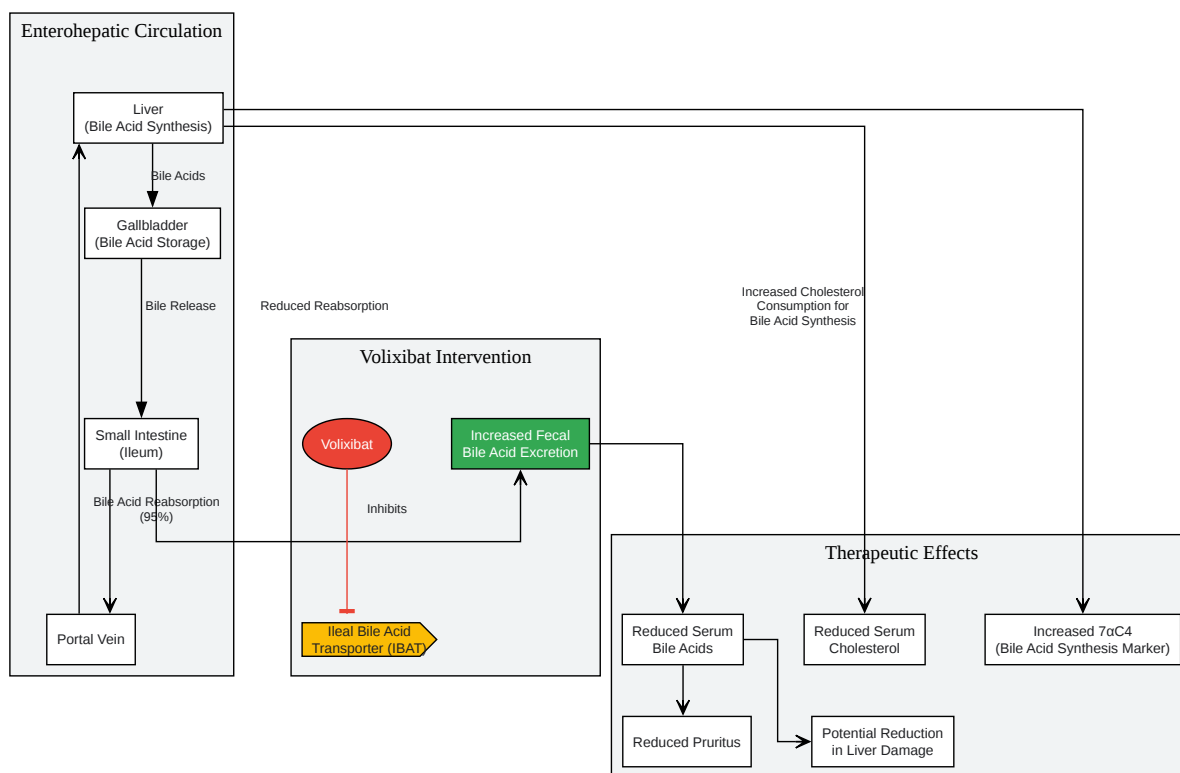 Enterohepatic Circulation
Liver
(Bile Acid Synthesis)
Bile Acids
Gallbladder
(Bile Acid Storage)
Bile Release
Small Intestine
(Ileum)
Bile Acid Reabsorption
(95%)
Portal Vein
Reduced Reabsorption
Volixibat Intervention
Volixibat
Increased Fecal
Bile Acid Excretion
Inhibits
Ileal Bile Acid
Transporter (IBAT)
Increased Cholesterol
Consumption for
Bile Acid Synthesis
Therapeutic Effects
Reduced Serum
Bile Acids
Reduced Serum
Cholesterol
Increased 7αC4
(Bile Acid Synthesis Marker)
Reduced Pruritus
Potential Reduction
in Liver Damage